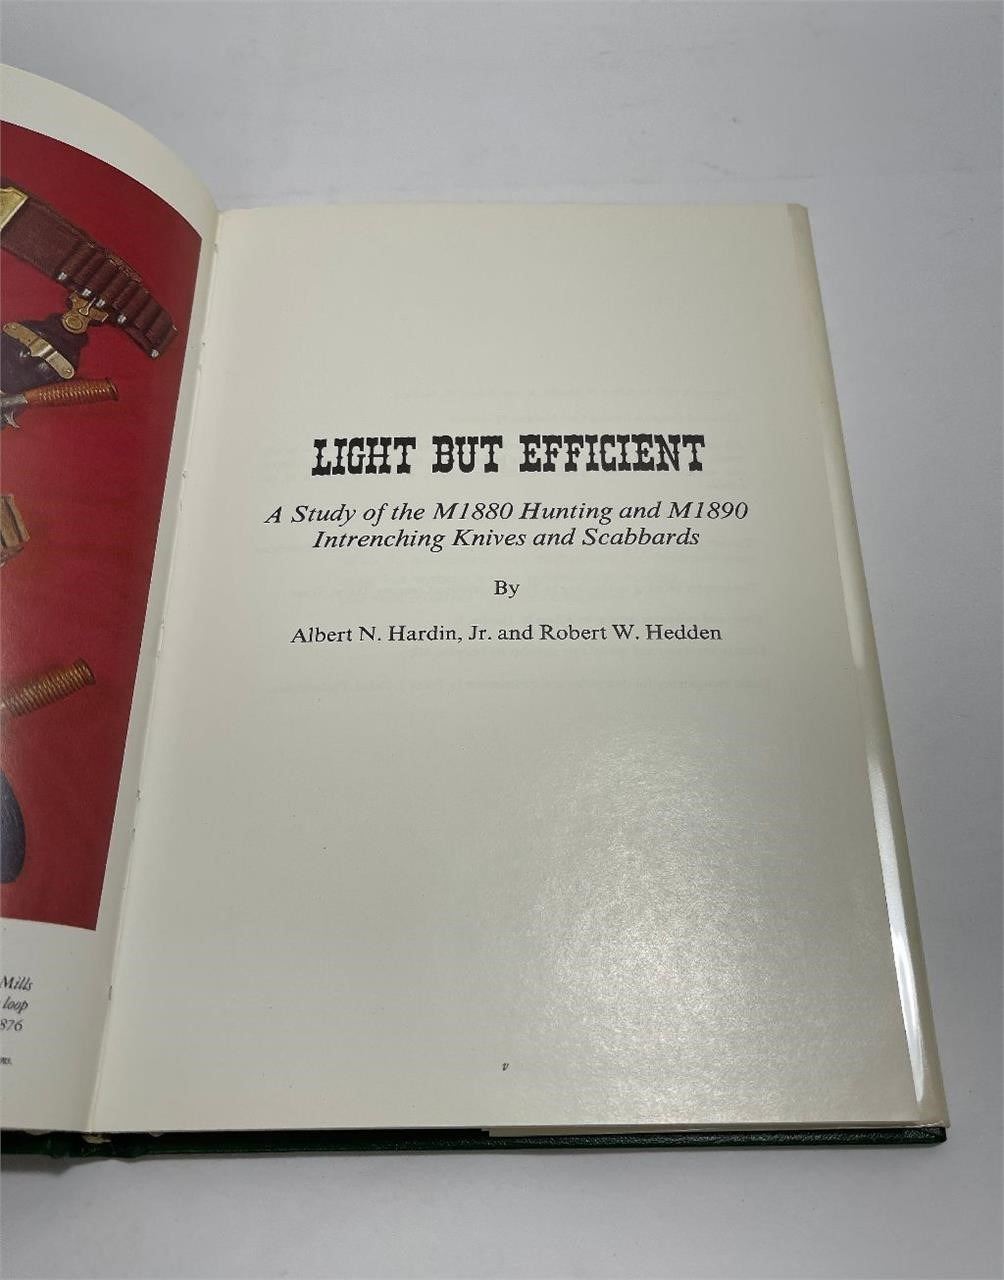 Mills
loop
876
LIGHT BUT EFFICIENT
A Study of the M1880 Hunting and M1890
Intrenching Knives and Scabbards
By
Albert N. Hardin, Jr. and Robert W. Hedden
v